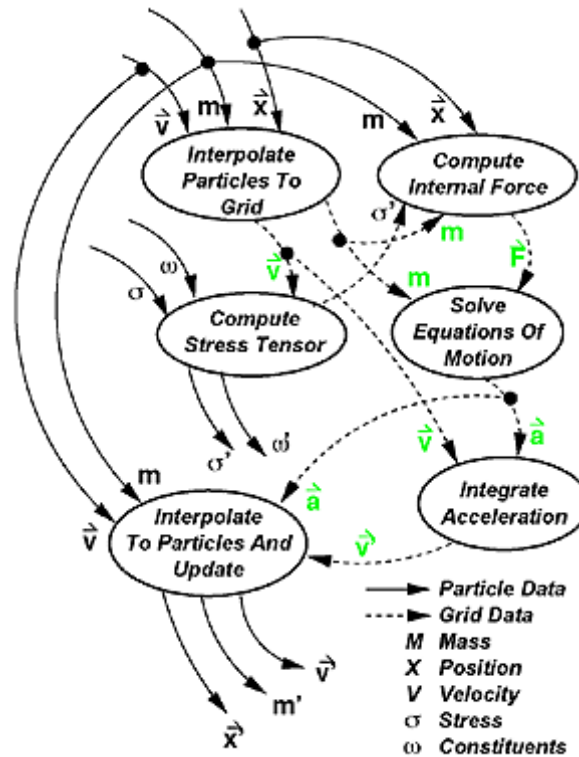 v⃗ m x⃗
m x⃗
Interpolate
Particles To
Grid
Compute
Internal Force
σ'
m
F⃗
v⃗
m
ω
σ
Compute
Stress Tensor
Solve
Equations Of
Motion
σ' ω'
v⃗ a⃗
m
a⃗
v⃗
Interpolate
To Particles And
Update
Integrate
Acceleration
v⃗'
v⃗'
m'
x⃗'
Particle Data
Grid Data
M Mass
X Position
V Velocity
σ Stress
ω Constituents